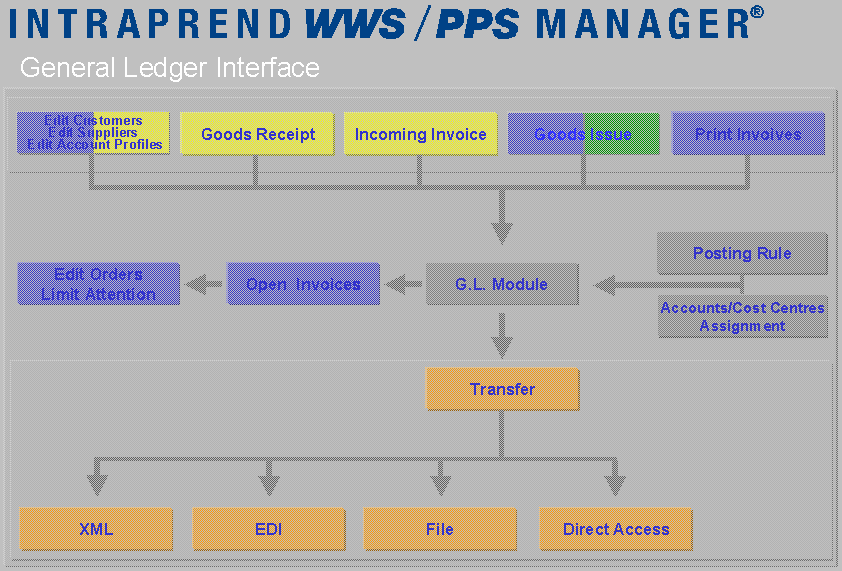 INTRAPREND WWS / PPS MANAGER®
General Ledger Interface
Edit Customers
Edit Suppliers
Edit Account Profiles
Goods Receipt
Incoming Invoice
Goods Issue
Print Invoives
Posting Rule
Edit Orders
Limit Attention
Open Invoices
G.L. Module
Accounts/Cost Centres
Assignment
Transfer
XML
EDI
File
Direct Access